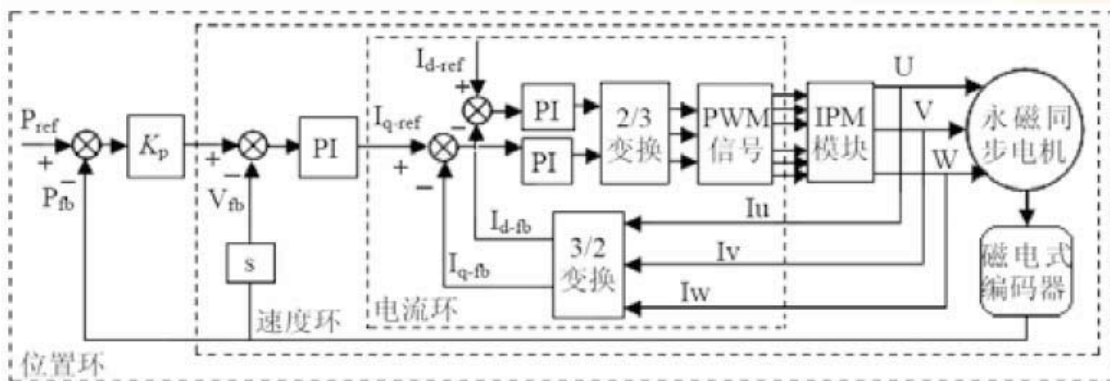 I_d-ref
U
P_ref
+
−
P_fb
K_p
+
−
V_fb
s
PI
I_q-ref
+
−
+
−
PI
PI
2/3
变换
PWM
信号
IPM
模块
V
W
永磁同
步电机
I_d-fb
I_q-fb
3/2
变换
Iu
Iv
Iw
磁电式
编码器
电流环
速度环
位置环